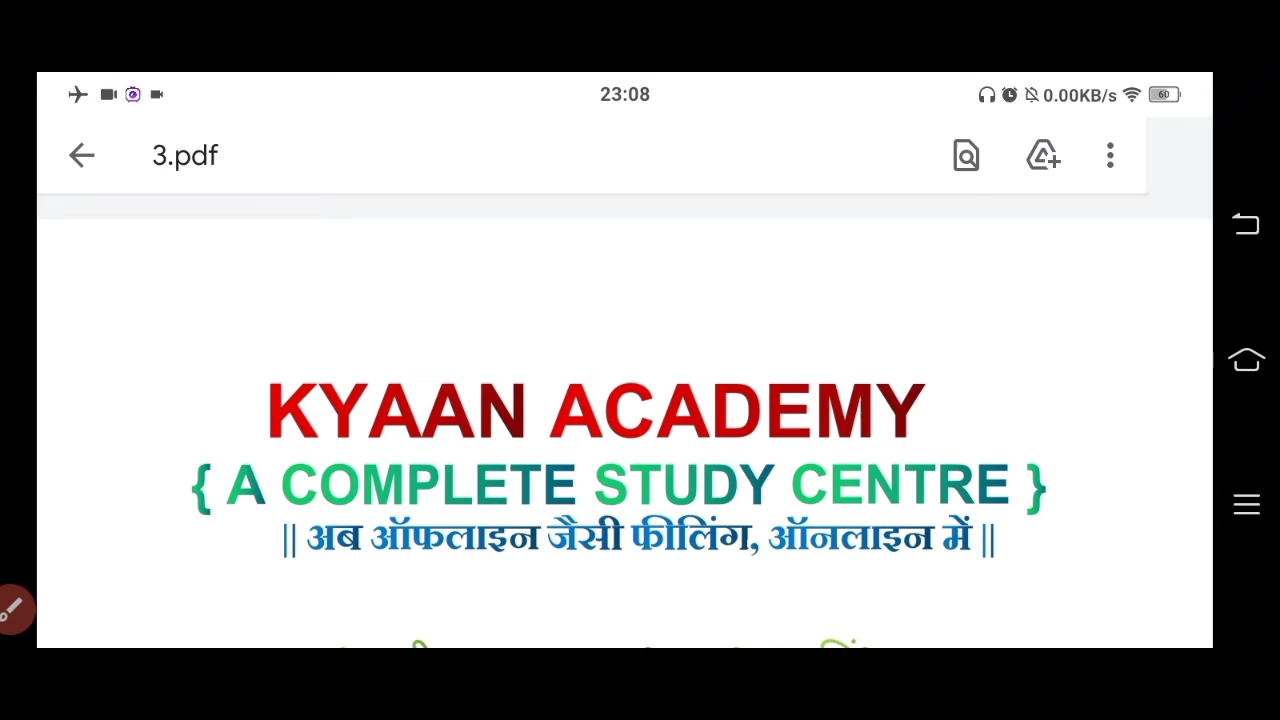 23:08
0.00KB/s
60
3.pdf
KYAAN ACADEMY
{ A COMPLETE STUDY CENTRE }
|| अब ऑफलाइन जैसी फीलिंग, ऑनलाइन में ||